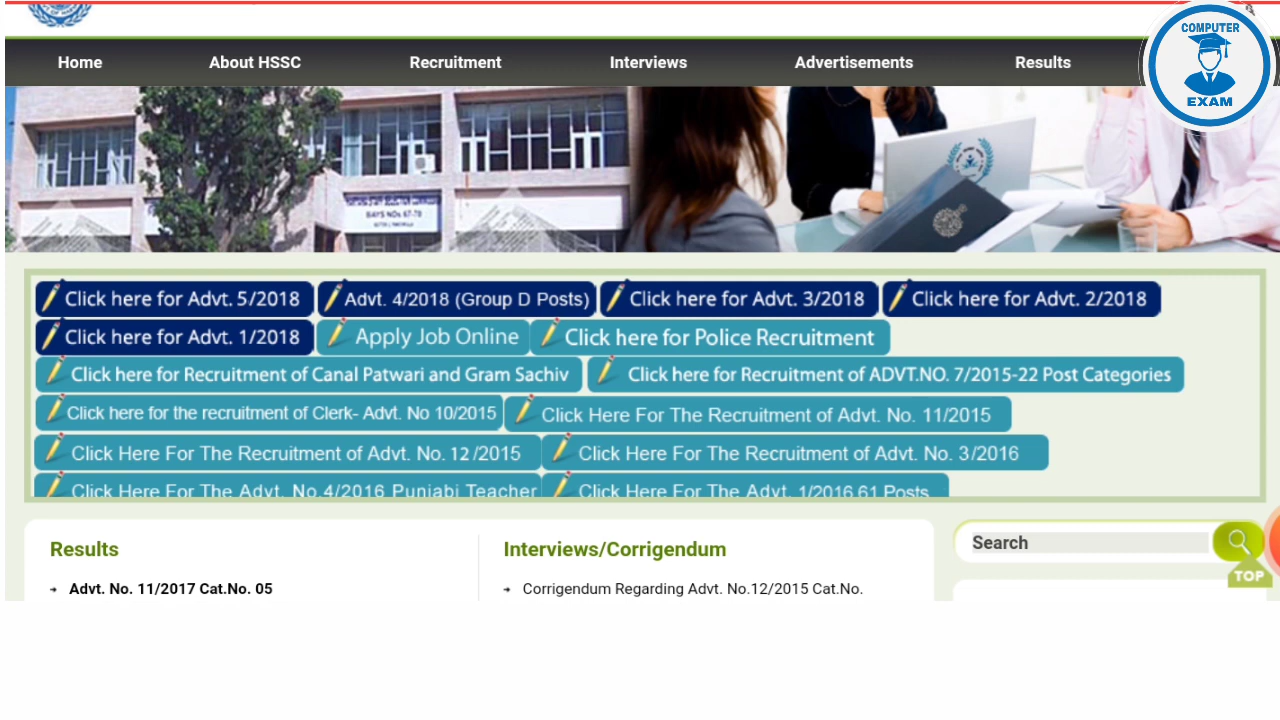 COMPUTER
EXAM
Home About HSSC Recruitment Interviews Advertisements Results
BAYS NOs 67-70
Click here for Advt. 5/2018 Advt. 4/2018 (Group D Posts) Click here for Advt. 3/2018 Click here for Advt. 2/2018
Click here for Advt. 1/2018 Apply Job Online Click here for Police Recruitment
Click here for Recruitment of Canal Patwari and Gram Sachiv Click here for Recruitment of ADVT.NO. 7/2015-22 Post Categories
Click here for the recruitment of Clerk- Advt. No 10/2015 Click Here For The Recruitment of Advt. No. 11/2015
Click Here For The Recruitment of Advt. No. 12/2015 Click Here For The Recruitment of Advt. No. 3/2016
Click Here For The Advt. No.4/2016 Punjabi Teacher Click Here For The Advt. 1/2016 61 Posts
Results
Advt. No. 11/2017 Cat.No. 05
Interviews/Corrigendum
Corrigendum Regarding Advt. No.12/2015 Cat.No.
Search
TOP